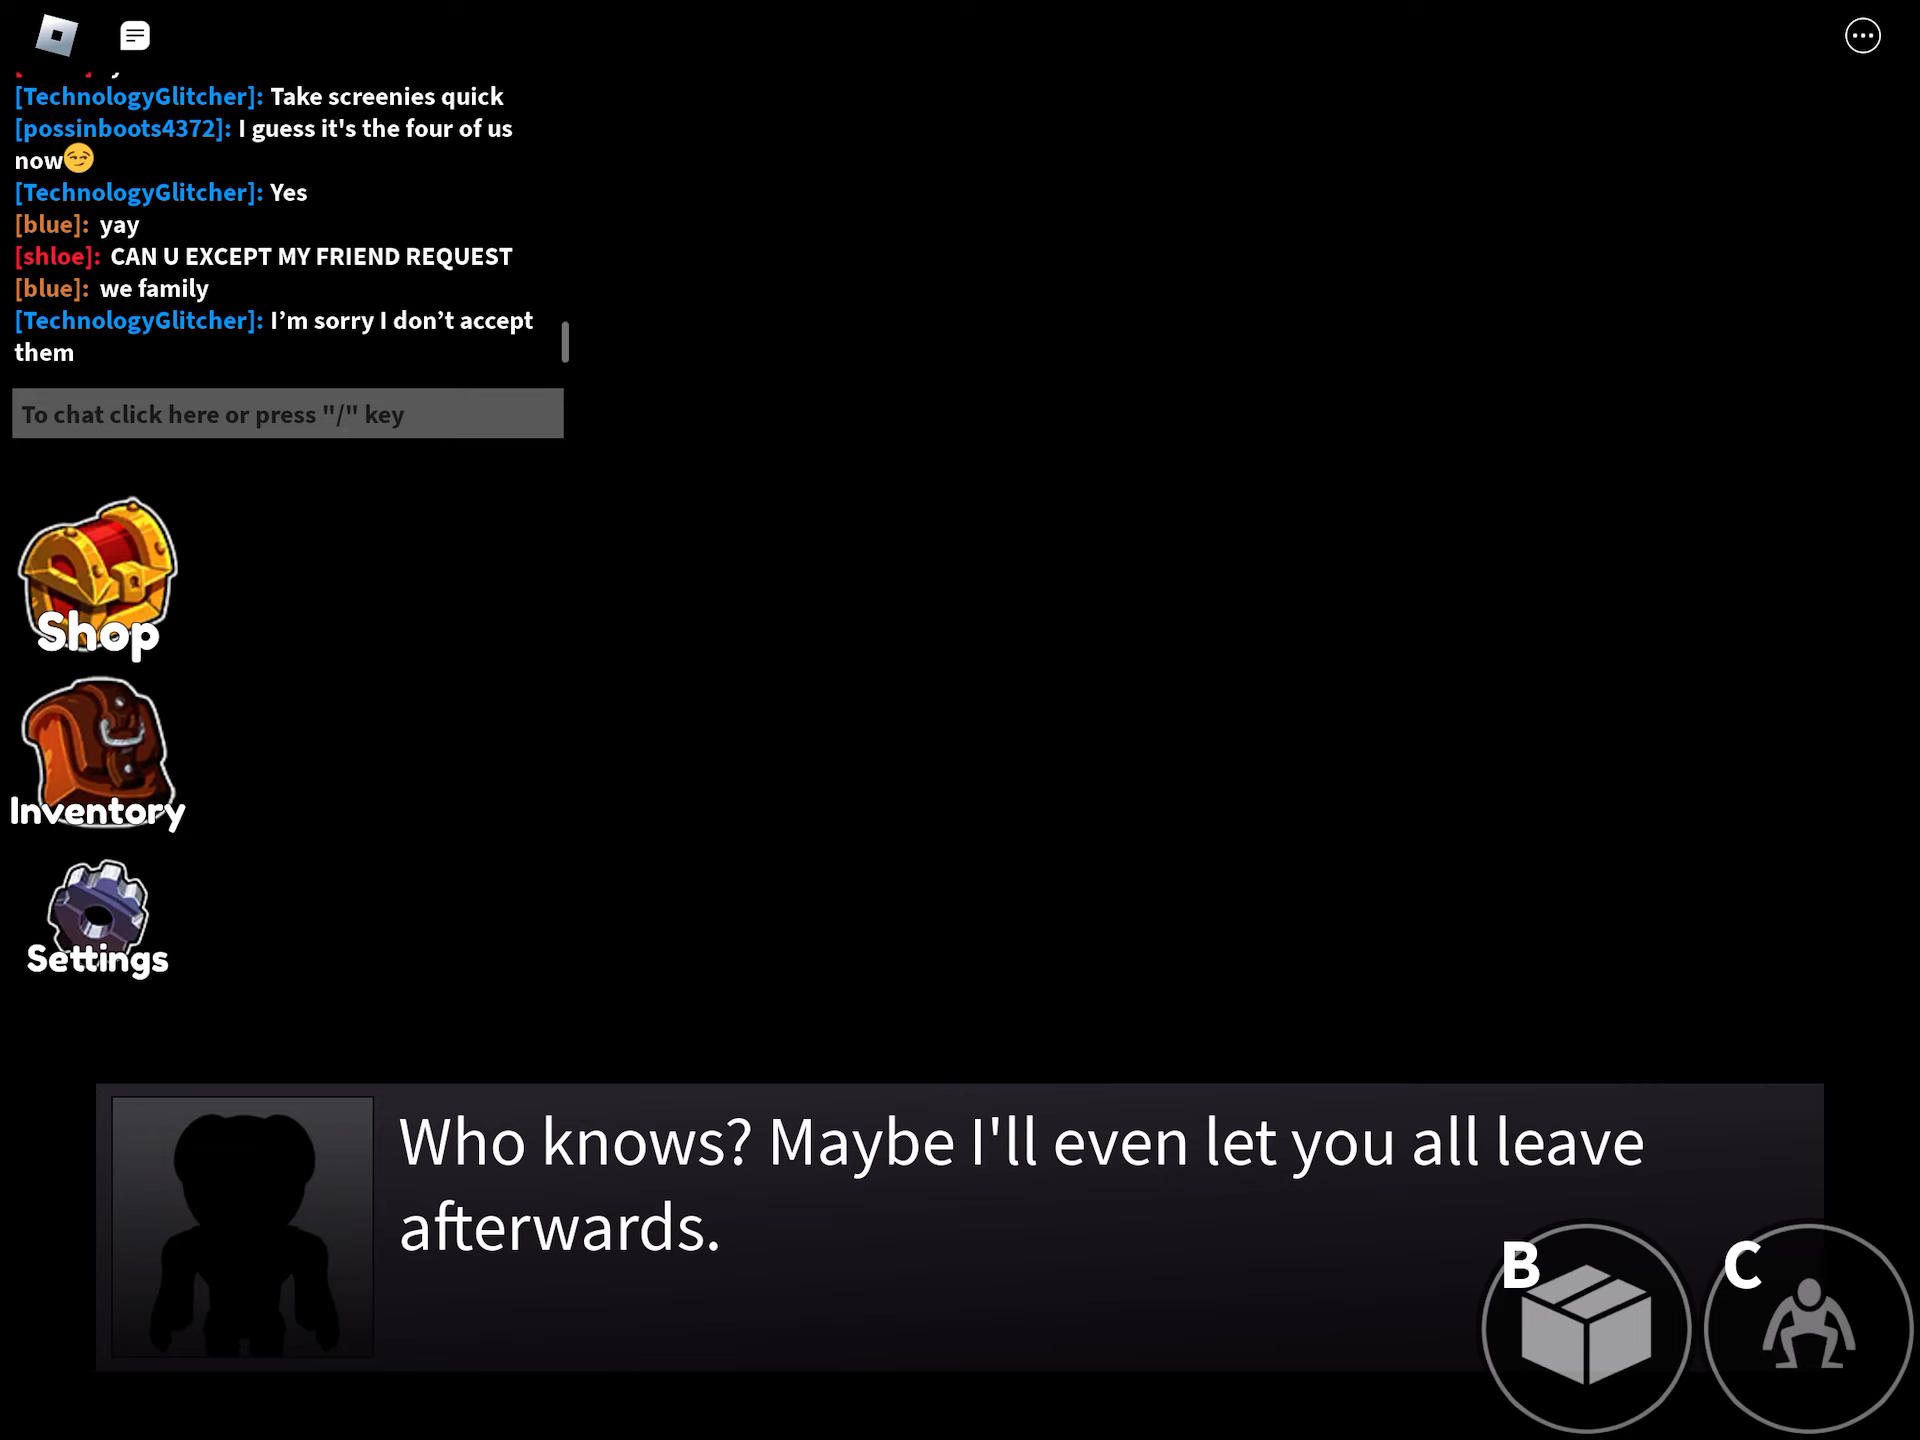 [TechnologyGlitcher]: Take screenies quick
[possinboots4372]: I guess it's the four of us
now😏
[TechnologyGlitcher]: Yes
[blue]: yay
[shloe]: CAN U EXCEPT MY FRIEND REQUEST
[blue]: we family
[TechnologyGlitcher]: I’m sorry I don’t accept
them
To chat click here or press "/" key
Shop
Inventory
Settings
Who knows? Maybe I'll even let you all leave
afterwards.
B
C